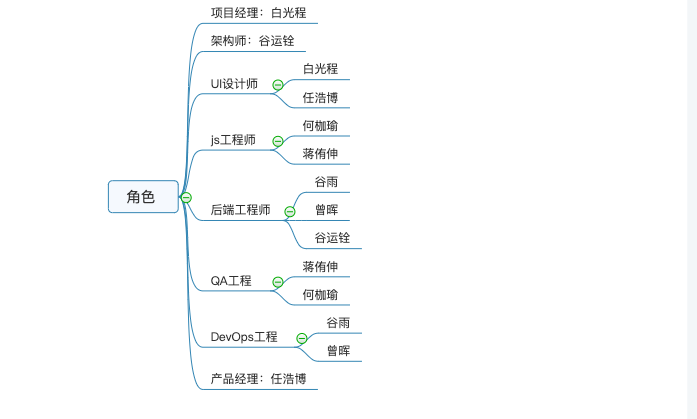 项目经理：白光程
架构师：谷运铨
UI设计师
白光程
任浩博
js工程师
何枷瑜
蒋侑伸
角色
后端工程师
谷雨
曾晖
谷运铨
QA工程
蒋侑伸
何枷瑜
DevOps工程
谷雨
曾晖
产品经理：任浩博